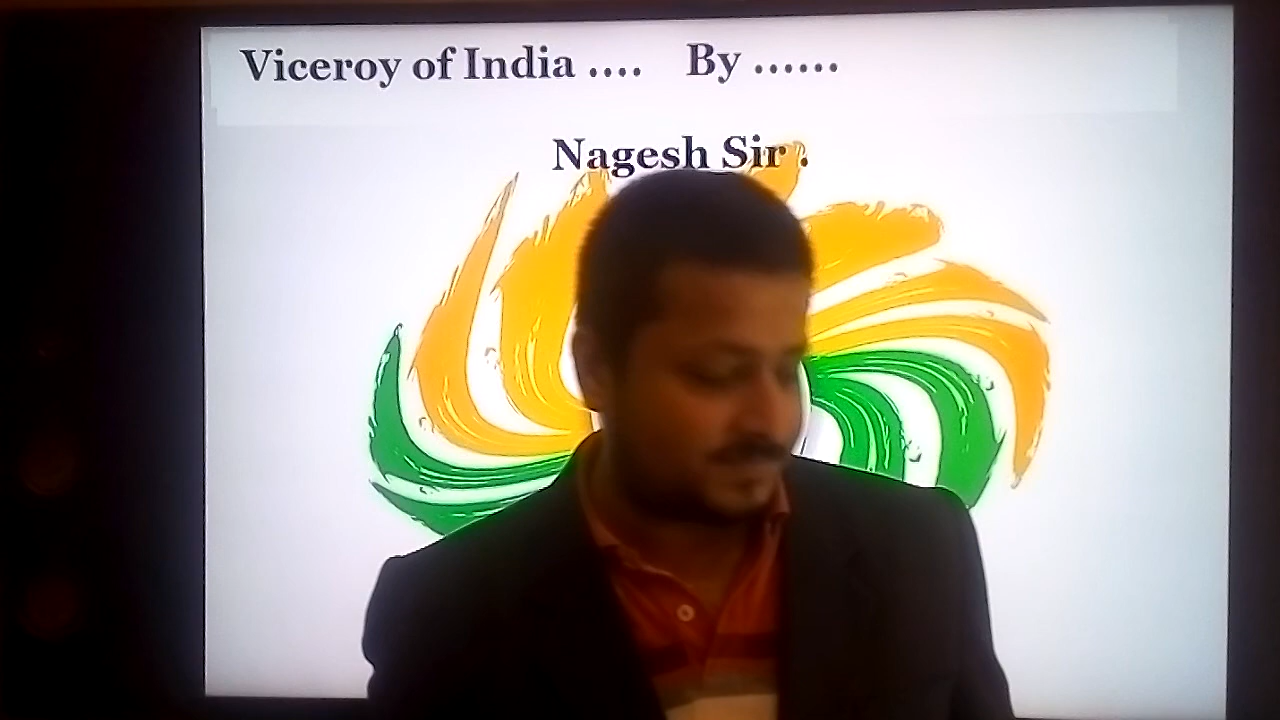 Viceroy of India .... By ......
Nagesh Sir .